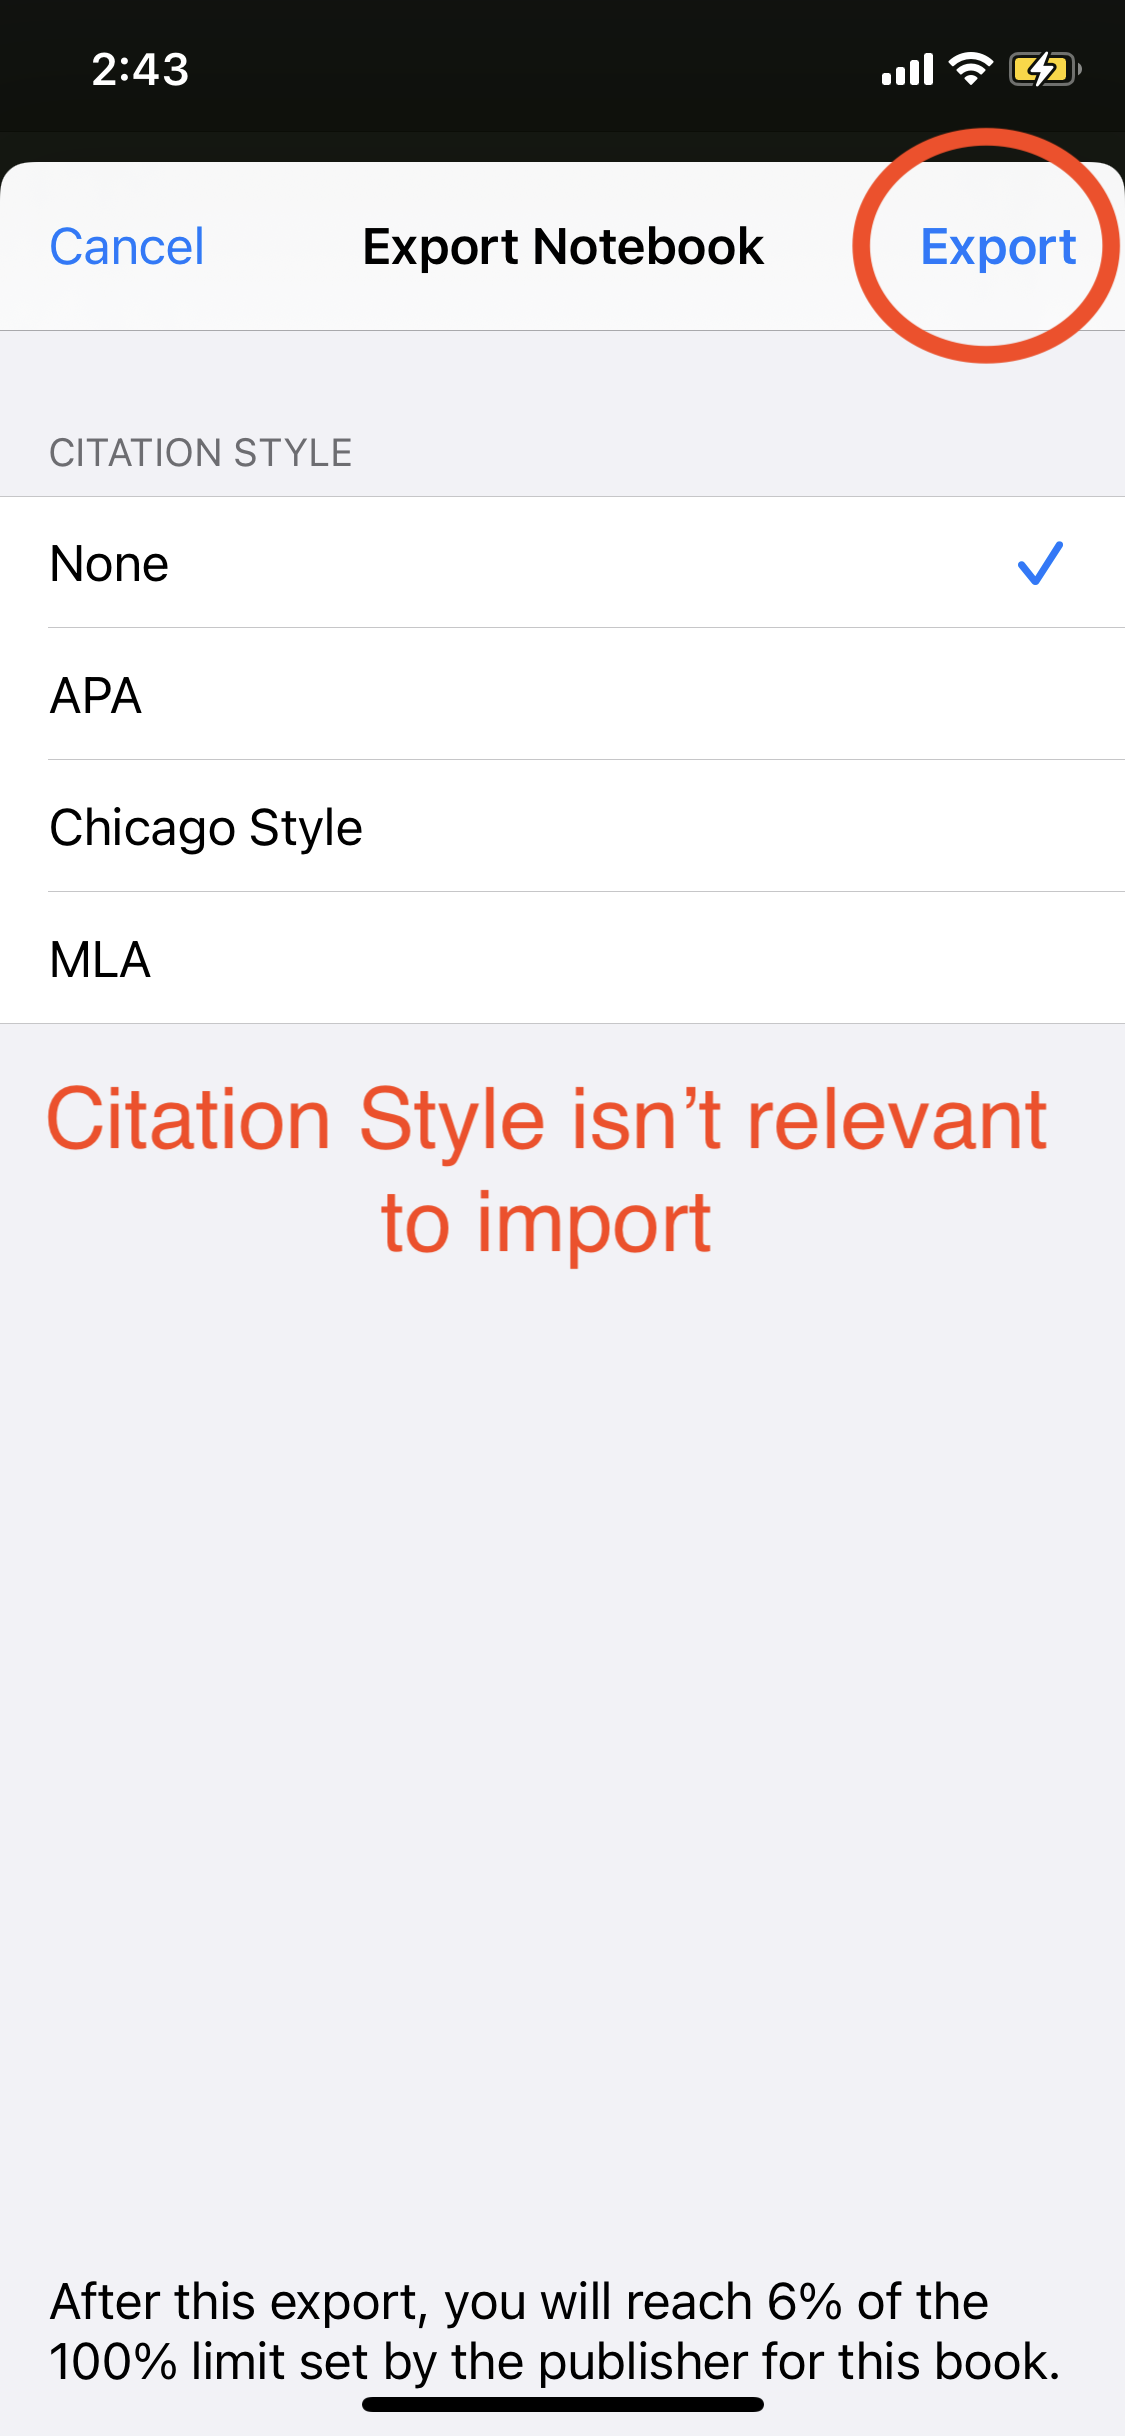 2:43
Cancel Export Notebook Export
CITATION STYLE
None
APA
Chicago Style
MLA
Citation Style isn’t relevant
to import
After this export, you will reach 6% of the
100% limit set by the publisher for this book.